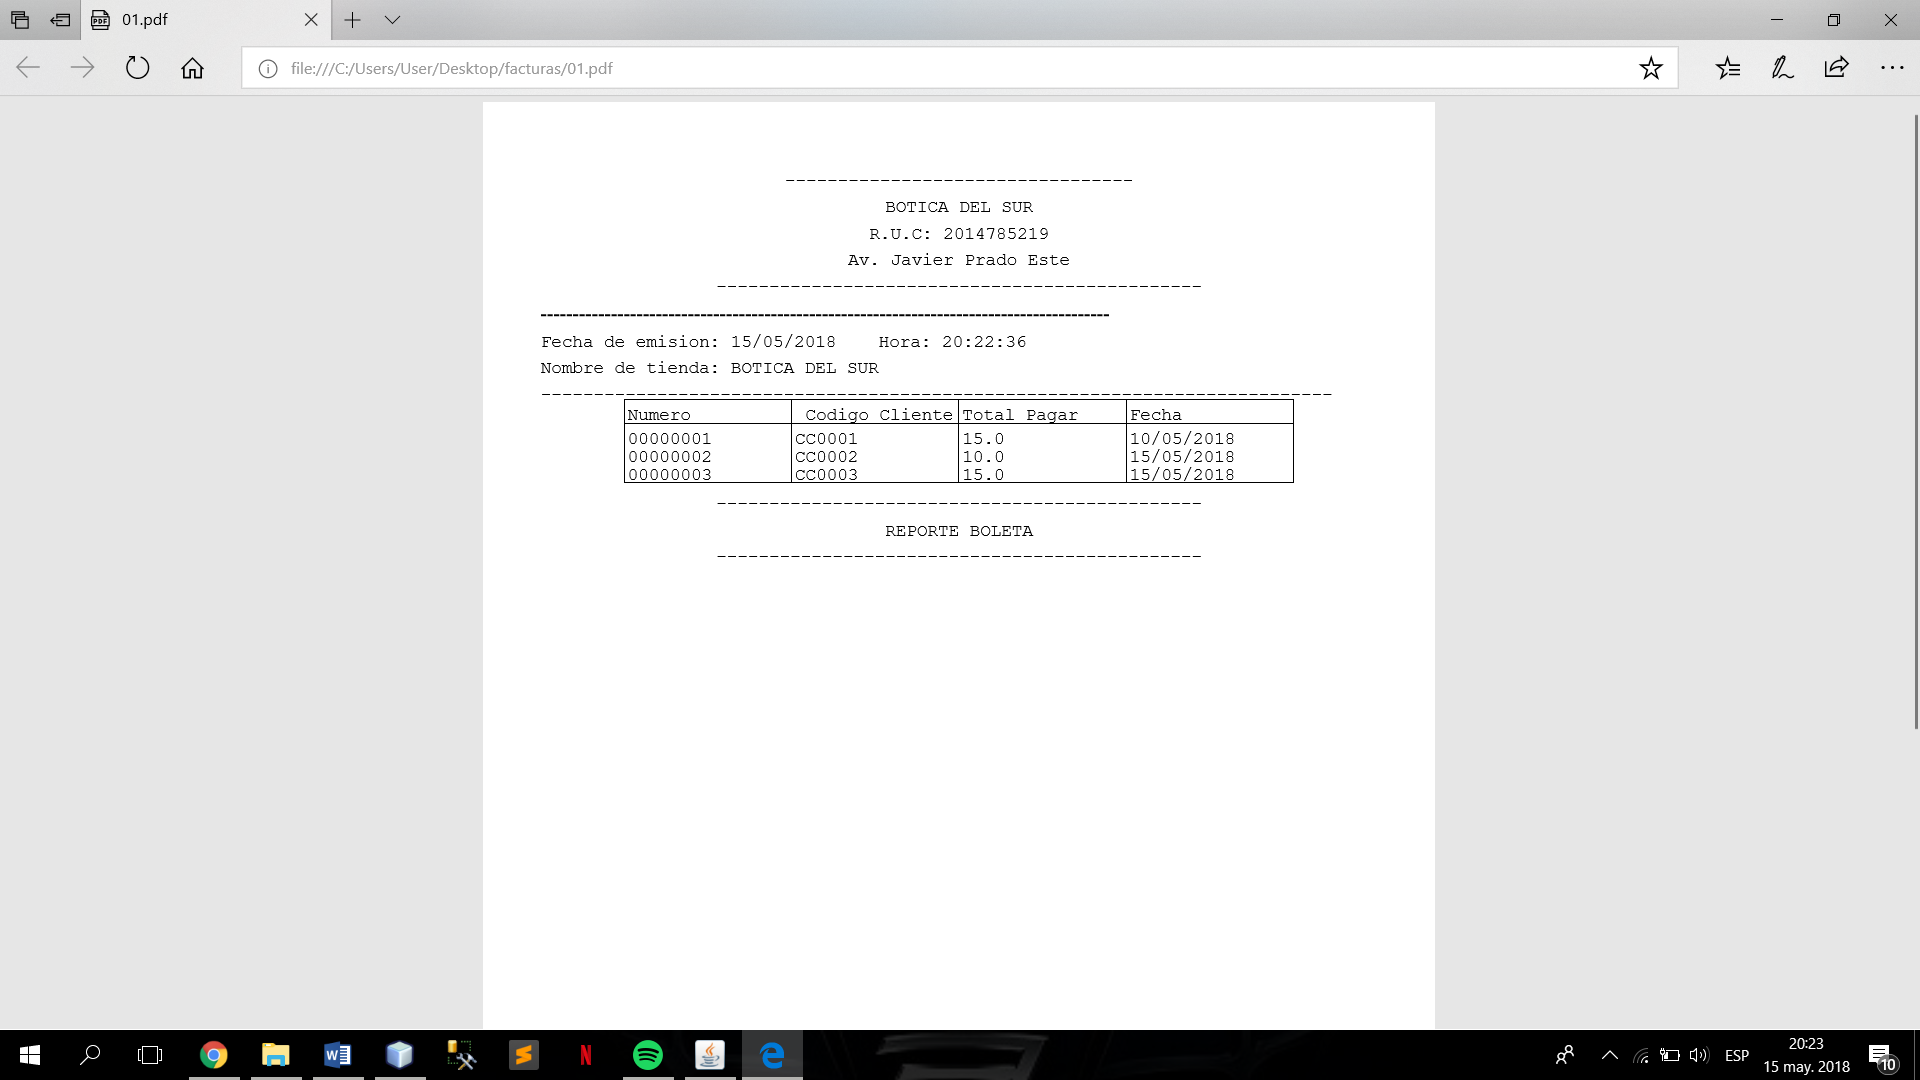 01.pdf
file:///C:/Users/User/Desktop/facturas/01.pdf
---------------------------------
BOTICA DEL SUR
R.U.C: 2014785219
Av. Javier Prado Este
----------------------------------------------
-----------------------------------------------------------------------------------------
Fecha de emision: 15/05/2018    Hora: 20:22:36
Nombre de tienda: BOTICA DEL SUR
---------------------------------------------------------------------------
Numero Codigo Cliente Total Pagar Fecha
00000001 CC0001 15.0 10/05/2018
00000002 CC0002 10.0 15/05/2018
00000003 CC0003 15.0 15/05/2018
----------------------------------------------
REPORTE BOLETA
----------------------------------------------
ESP
20:23
15 may. 2018
10